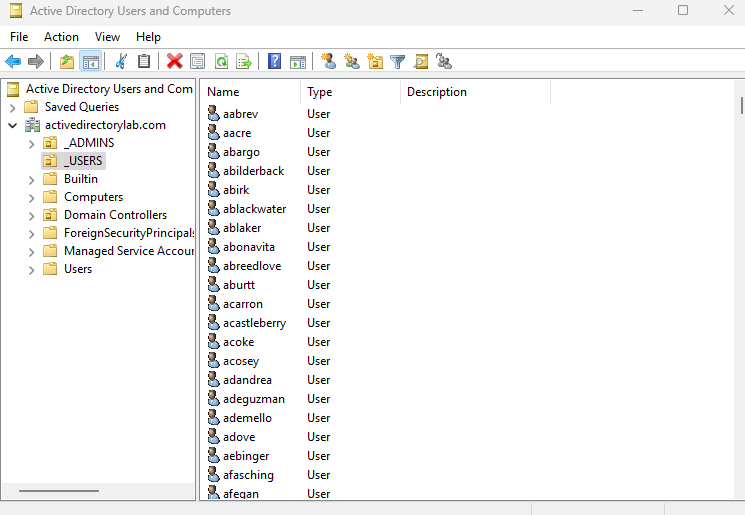 Active Directory Users and Computers
File Action View Help
Active Directory Users and Com
Saved Queries
activedirectorylab.com
_ADMINS
_USERS
Builtin
Computers
Domain Controllers
ForeignSecurityPrincipals
Managed Service Accour
Users
Name Type Description
aabrev User
aacre User
abargo User
abilderback User
abirk User
ablackwater User
ablaker User
abonavita User
abreedlove User
aburtt User
acarron User
acastleberry User
acoke User
acosey User
adandrea User
adeguzman User
ademello User
adove User
aebinger User
afasching User
afegan User